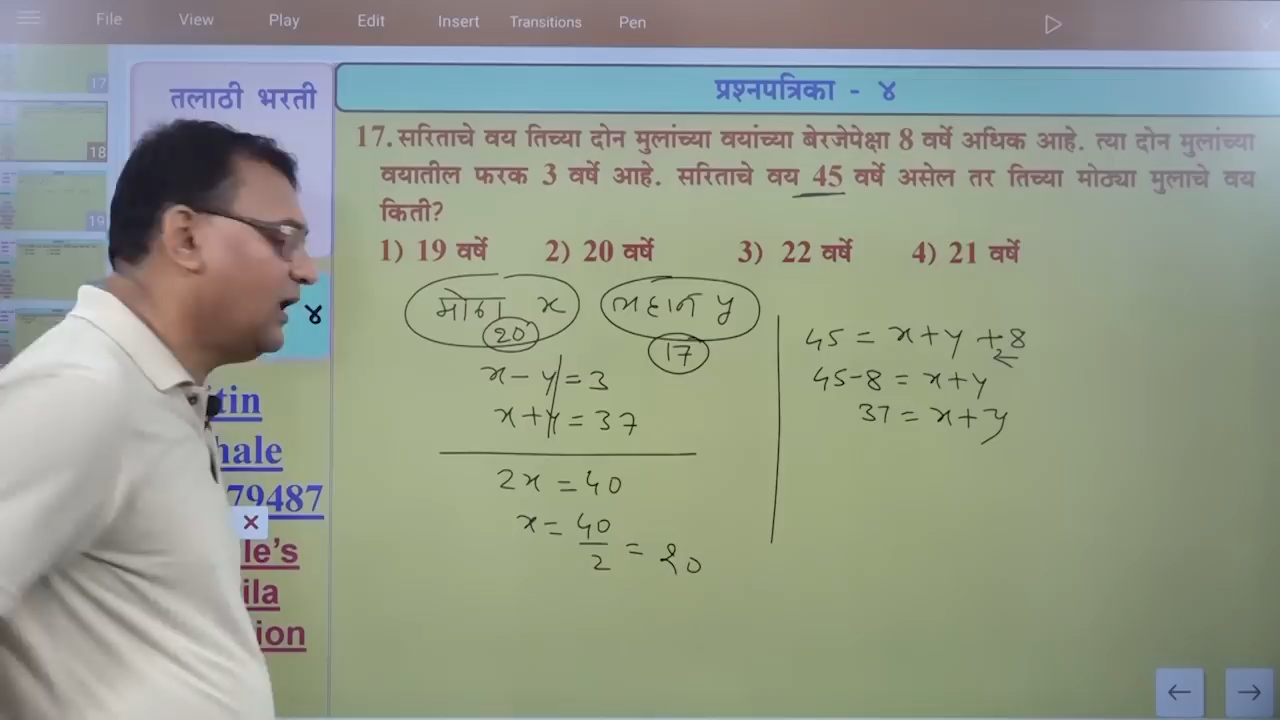 File View Play Edit Insert Transitions Pen
17
18
19
तलाठी भरती
प्रश्नपत्रिका - ४
17. सरिताचे वय तिच्या दोन मुलांच्या वयांच्या बेरजेपेक्षा 8 वर्षे अधिक आहे. त्या दोन मुलांच्या
वयातील फरक 3 वर्षे आहे. सरिताचे वय 45 वर्षे असेल तर तिच्या मोठ्या मुलाचे वय
किती?
1) 19 वर्षे 2) 20 वर्षे 3) 22 वर्षे 4) 21 वर्षे
x
y
20
17
x-y=3
x+y=37
2x=40
x=40/2=20
45=x+y+8
45-8=x+y
37=x+y
४
tin
hale
79487
le's
ila
ion